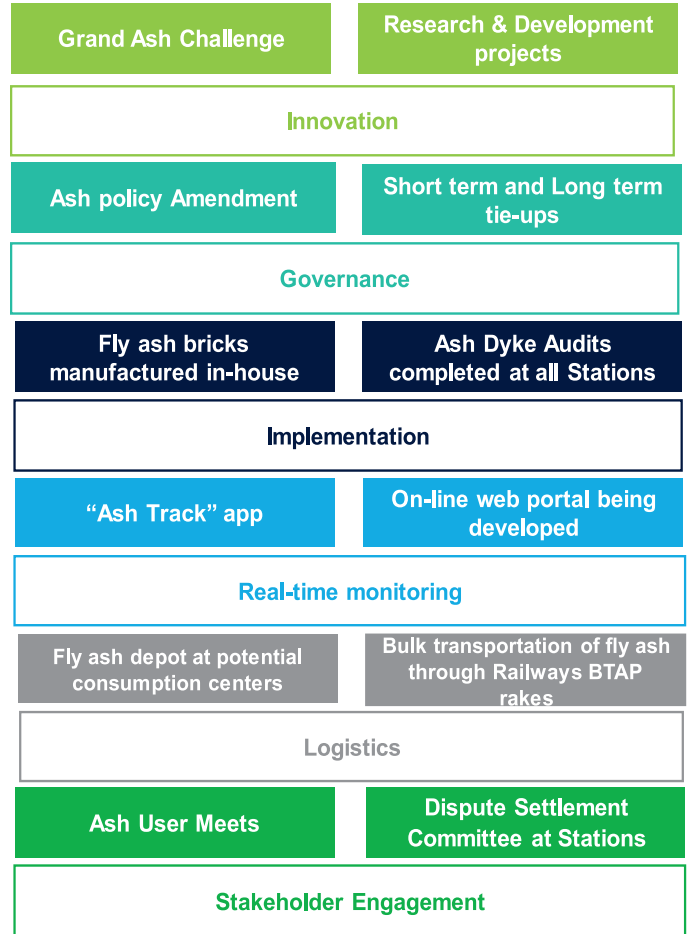 Grand Ash Challenge
Research & Development
projects
Innovation
Ash policy Amendment
Short term and Long term
tie-ups
Governance
Fly ash bricks
manufactured in-house
Ash Dyke Audits
completed at all Stations
Implementation
“Ash Track” app
On-line web portal being
developed
Real-time monitoring
Fly ash depot at potential
consumption centers
Bulk transportation of fly ash
through Railways BTAP
rakes
Logistics
Ash User Meets
Dispute Settlement
Committee at Stations
Stakeholder Engagement